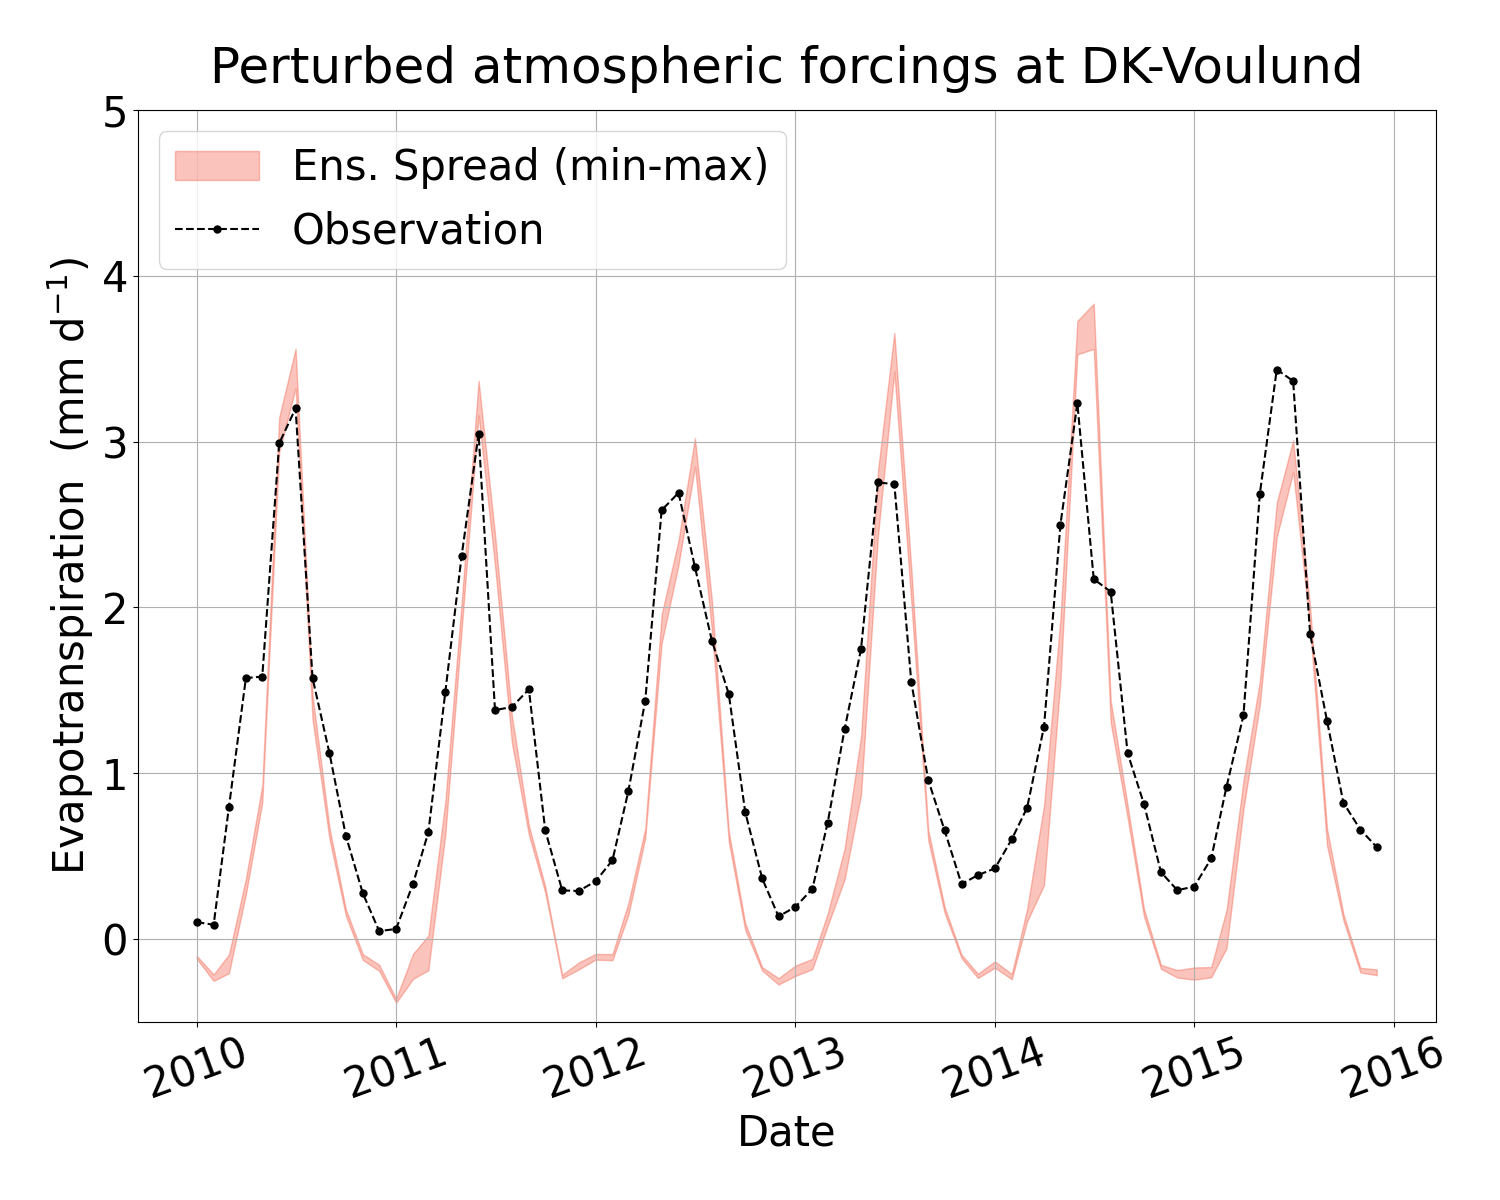 Perturbed atmospheric forcings at DK-Voulund
Ens. Spread (min-max)
Observation
Evapotranspiration (mm d⁻¹)
5
4
3
2
1
0
2010 2011 2012 2013 2014 2015 2016
Date